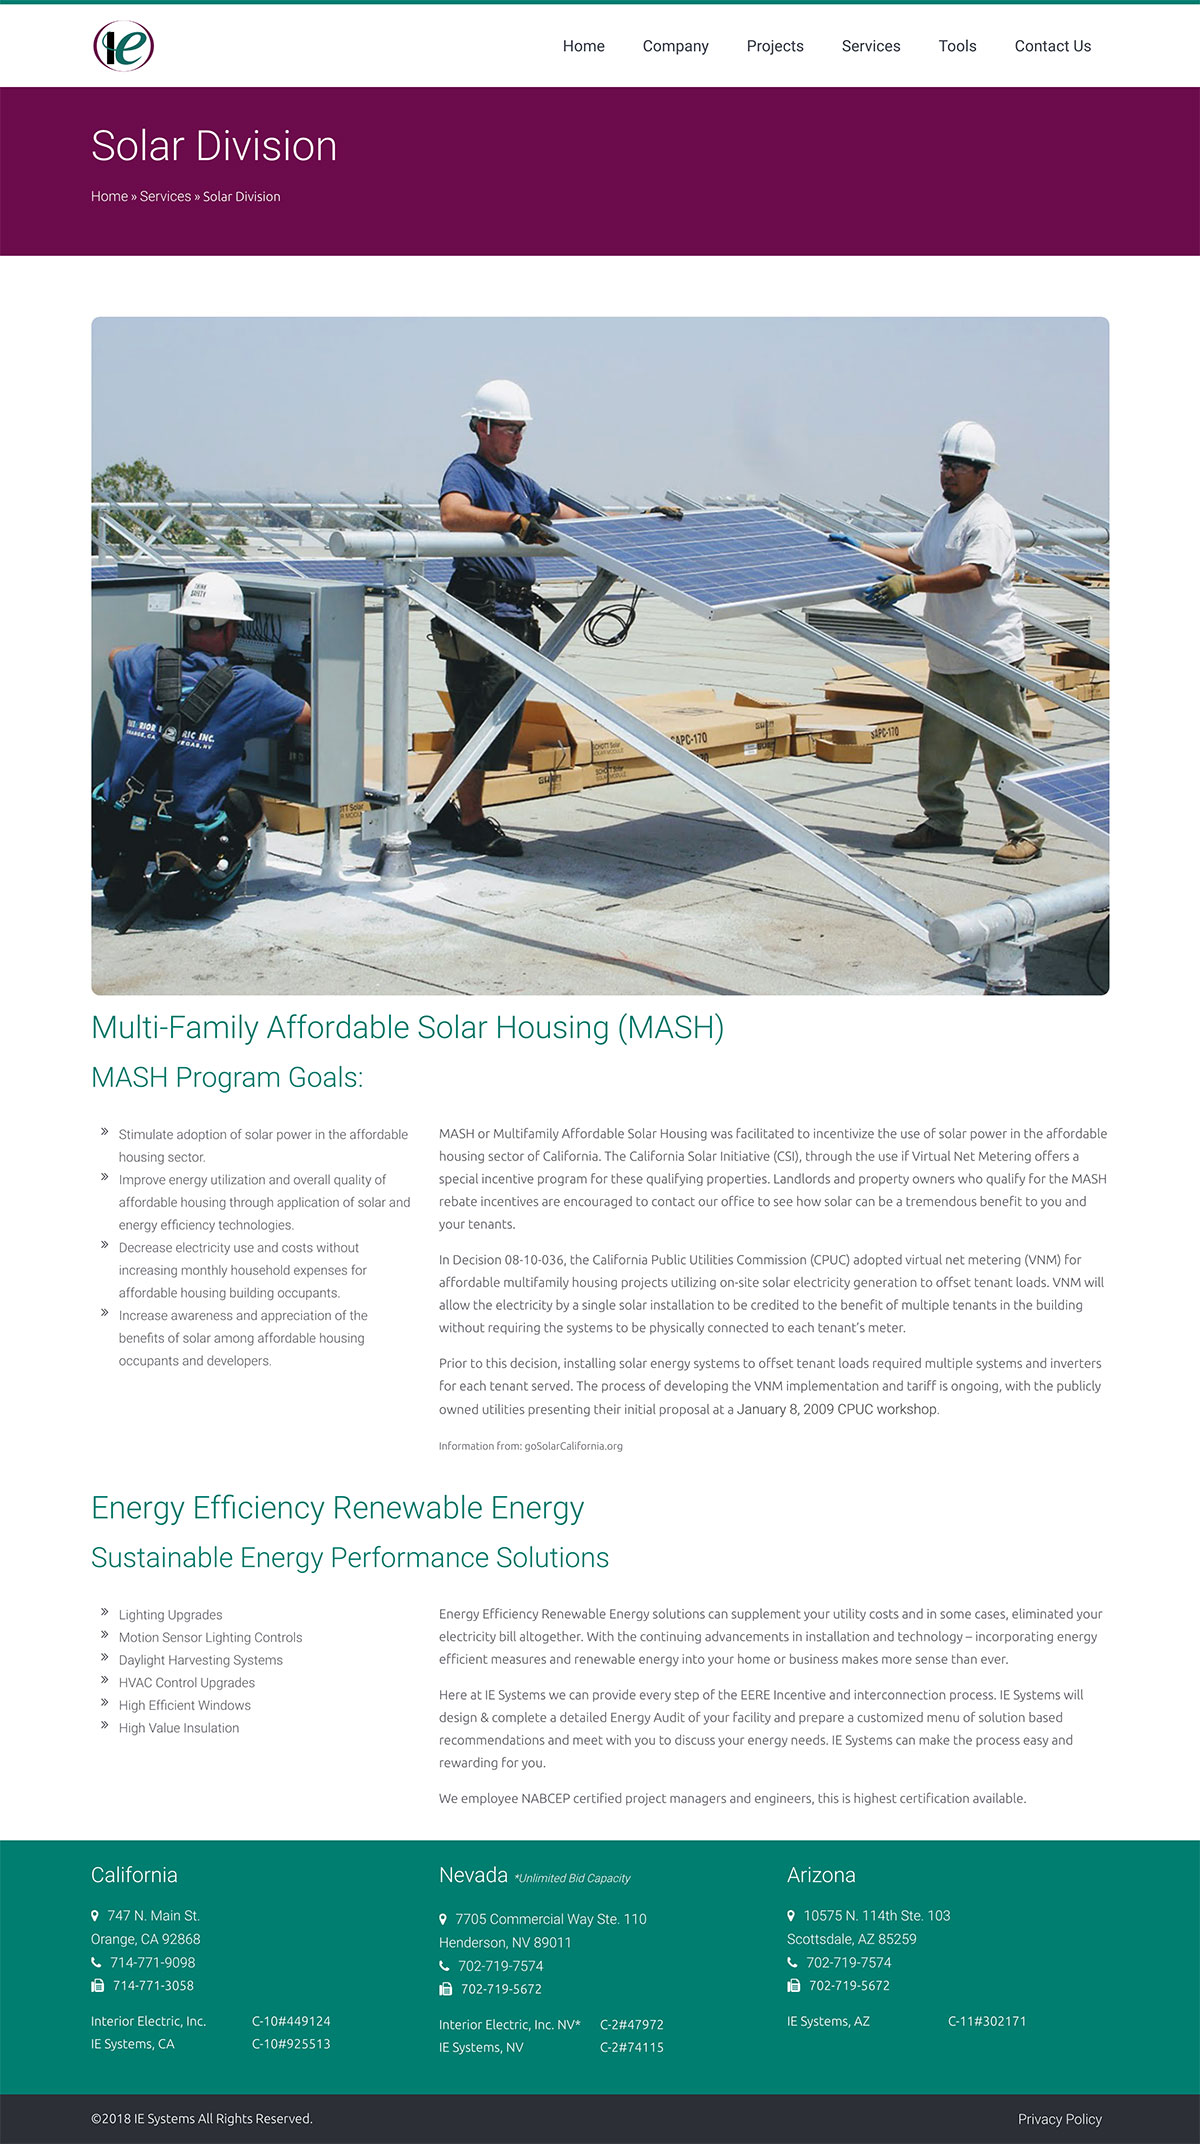 IE
Home Company Projects Services Tools Contact Us
Solar Division
Home » Services » Solar Division
THINK
SAFETY
RIC INC.
VEGAS, NV
SCHOTT Solar
SAPC-170
SAPC-170
SCHOTT Solar
Multi-Family Affordable Solar Housing (MASH)
MASH Program Goals:
» Stimulate adoption of solar power in the affordable
housing sector.
» Improve energy utilization and overall quality of
affordable housing through application of solar and
energy efficiency technologies.
» Decrease electricity use and costs without
increasing monthly household expenses for
affordable housing building occupants.
» Increase awareness and appreciation of the
benefits of solar among affordable housing
occupants and developers.
MASH or Multifamily Affordable Solar Housing was facilitated to incentivize the use of solar power in the affordable
housing sector of California. The California Solar Initiative (CSI), through the use if Virtual Net Metering offers a
special incentive program for these qualifying properties. Landlords and property owners who qualify for the MASH
rebate incentives are encouraged to contact our office to see how solar can be a tremendous benefit to you and
your tenants.
In Decision 08-10-036, the California Public Utilities Commission (CPUC) adopted virtual net metering (VNM) for
affordable multifamily housing projects utilizing on-site solar electricity generation to offset tenant loads. VNM will
allow the electricity by a single solar installation to be credited to the benefit of multiple tenants in the building
without requiring the systems to be physically connected to each tenant’s meter.
Prior to this decision, installing solar energy systems to offset tenant loads required multiple systems and inverters
for each tenant served. The process of developing the VNM implementation and tariff is ongoing, with the publicly
owned utilities presenting their initial proposal at a January 8, 2009 CPUC workshop.
Information from: goSolarCalifornia.org
Energy Efficiency Renewable Energy
Sustainable Energy Performance Solutions
» Lighting Upgrades
» Motion Sensor Lighting Controls
» Daylight Harvesting Systems
» HVAC Control Upgrades
» High Efficient Windows
» High Value Insulation
Energy Efficiency Renewable Energy solutions can supplement your utility costs and in some cases, eliminated your
electricity bill altogether. With the continuing advancements in installation and technology – incorporating energy
efficient measures and renewable energy into your home or business makes more sense than ever.
Here at IE Systems we can provide every step of the EERE Incentive and interconnection process. IE Systems will
design & complete a detailed Energy Audit of your facility and prepare a customized menu of solution based
recommendations and meet with you to discuss your energy needs. IE Systems can make the process easy and
rewarding for you.
We employee NABCEP certified project managers and engineers, this is highest certification available.
California
747 N. Main St.
Orange, CA 92868
714-771-9098
714-771-3058
Interior Electric, Inc. C-10#449124
IE Systems, CA C-10#925513
Nevada *Unlimited Bid Capacity
7705 Commercial Way Ste. 110
Henderson, NV 89011
702-719-7574
702-719-5672
Interior Electric, Inc. NV* C-2#47972
IE Systems, NV C-2#74115
Arizona
10575 N. 114th Ste. 103
Scottsdale, AZ 85259
702-719-7574
702-719-5672
IE Systems, AZ C-11#302171
©2018 IE Systems All Rights Reserved. Privacy Policy